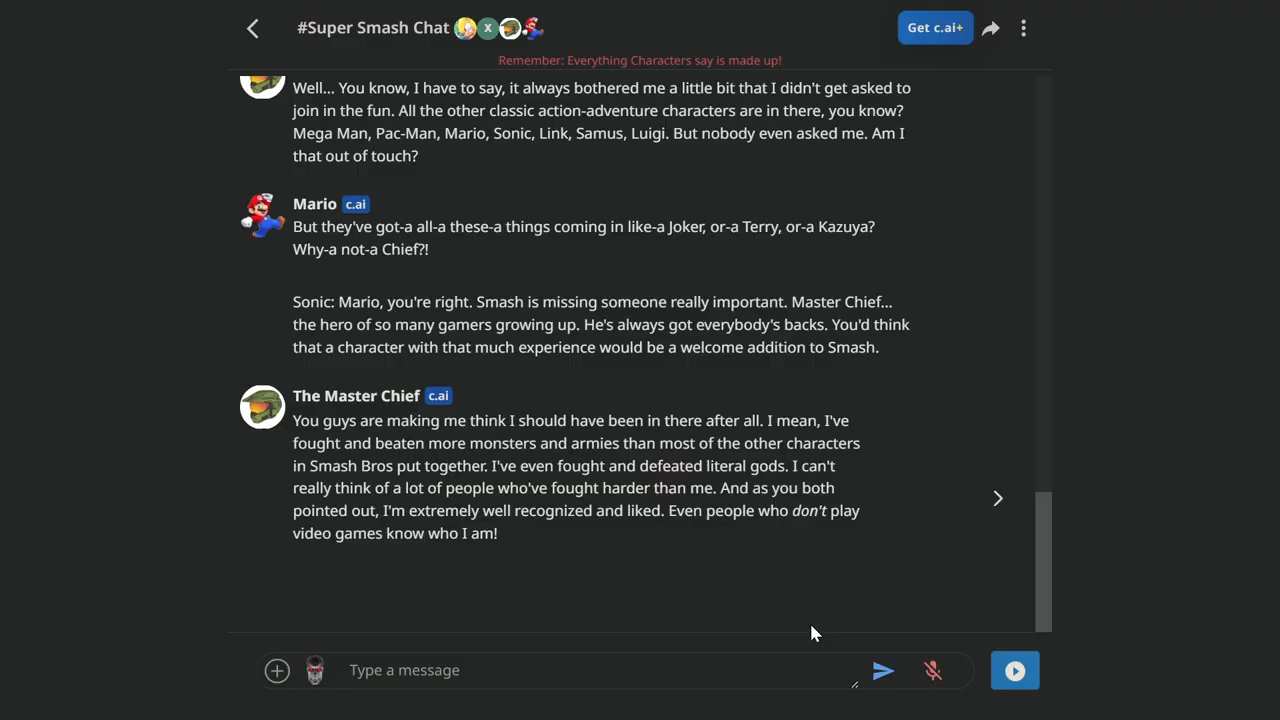 #Super Smash Chat
X
Get c.ai+
Remember: Everything Characters say is made up!
Well... You know, I have to say, it always bothered me a little bit that I didn't get asked to
join in the fun. All the other classic action-adventure characters are in there, you know?
Mega Man, Pac-Man, Mario, Sonic, Link, Samus, Luigi. But nobody even asked me. Am I
that out of touch?
Mario c.ai
But they've got-a all-a these-a things coming in like-a Joker, or-a Terry, or-a Kazuya?
Why-a not-a Chief?!
Sonic: Mario, you're right. Smash is missing someone really important. Master Chief...
the hero of so many gamers growing up. He's always got everybody's backs. You'd think
that a character with that much experience would be a welcome addition to Smash.
The Master Chief c.ai
You guys are making me think I should have been in there after all. I mean, I've
fought and beaten more monsters and armies than most of the other characters
in Smash Bros put together. I've even fought and defeated literal gods. I can't
really think of a lot of people who've fought harder than me. And as you both
pointed out, I'm extremely well recognized and liked. Even people who don't play
video games know who I am!
Type a message